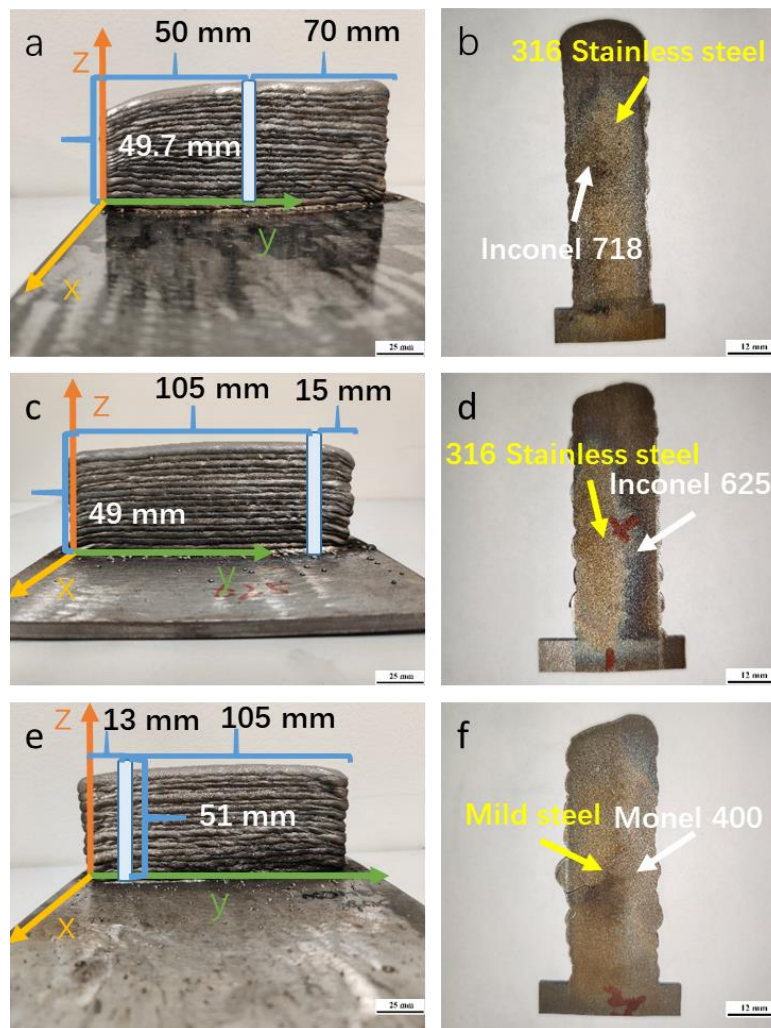 a
50 mm
70 mm
Z
49.7 mm
y
x
25 mm
b
316 Stainless steel
Inconel 718
12 mm
c
105 mm
15 mm
Z
49 mm
y
x
25 mm
d
316 Stainless steel
Inconel 625
12 mm
e
13 mm
105 mm
Z
51 mm
y
x
25 mm
f
Mild steel
Monel 400
12 mm